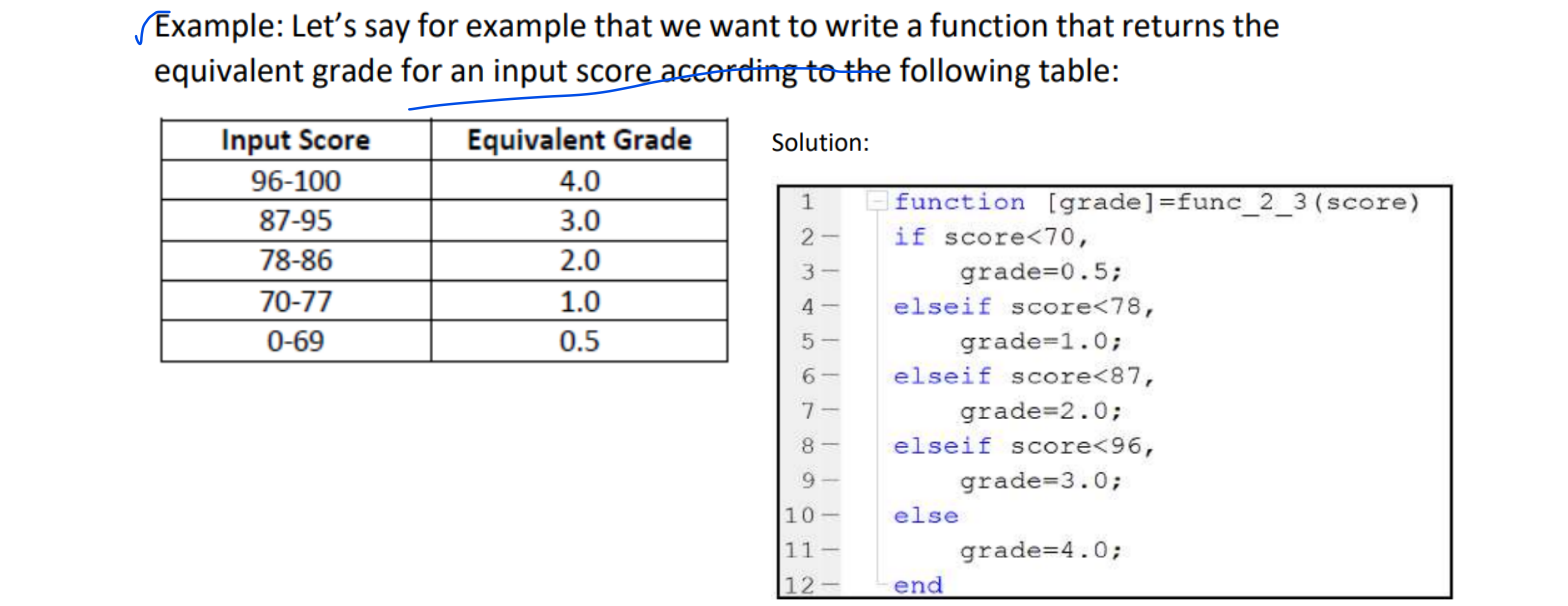 Example: Let’s say for example that we want to write a function that returns the
equivalent grade for an input score according to the following table:
Input Score Equivalent Grade
96-100 4.0
87-95 3.0
78-86 2.0
70-77 1.0
0-69 0.5
Solution:
1 function [grade]=func_2_3(score)
2 if score<70,
3 grade=0.5;
4 elseif score<78,
5 grade=1.0;
6 elseif score<87,
7 grade=2.0;
8 elseif score<96,
9 grade=3.0;
10 else
11 grade=4.0;
12 end